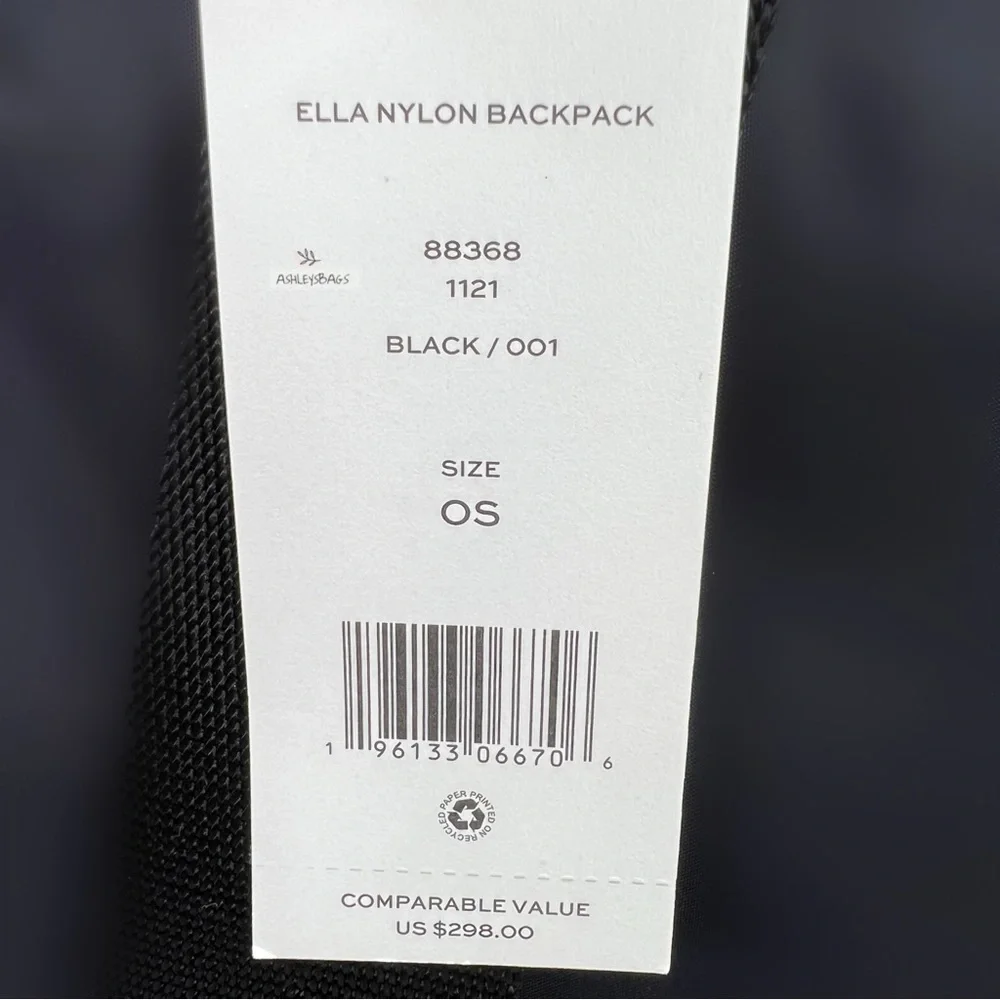 ELLA NYLON BACKPACK
88368
ASHLEYSBAGS
1121
BLACK / 001
SIZE
OS
1 96133 06670 6
PAPER PRINTED ON RECYCLED
COMPARABLE VALUE
US $298.00